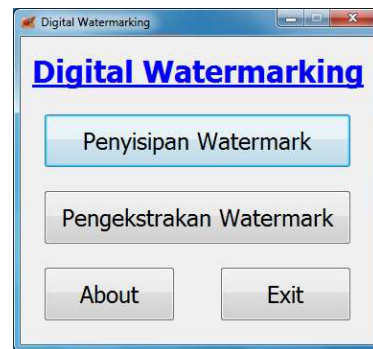 Digital Watermarking
Digital Watermarking
Penyisipan Watermark
Pengekstrakan Watermark
About Exit